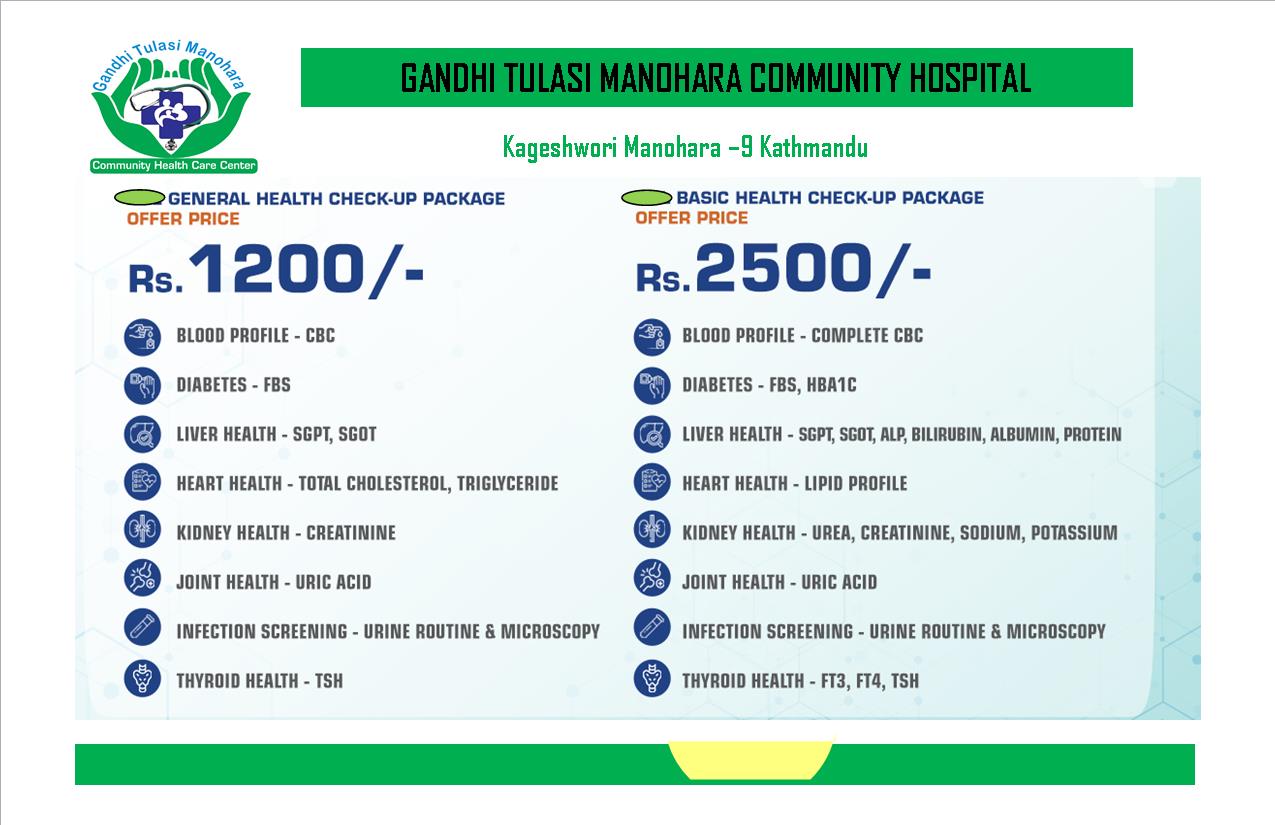 Gandhi Tulasi Manohara
Community Health Care Center
GANDHI TULASI MANOHARA COMMUNITY HOSPITAL
Kageshwori Manohara –9 Kathmandu
GENERAL HEALTH CHECK-UP PACKAGE
OFFER PRICE
Rs. 1200/-
BLOOD PROFILE - CBC
DIABETES - FBS
LIVER HEALTH - SGPT, SGOT
HEART HEALTH - TOTAL CHOLESTEROL, TRIGLYCERIDE
KIDNEY HEALTH - CREATININE
JOINT HEALTH - URIC ACID
INFECTION SCREENING - URINE ROUTINE & MICROSCOPY
THYROID HEALTH - TSH
BASIC HEALTH CHECK-UP PACKAGE
OFFER PRICE
Rs. 2500/-
BLOOD PROFILE - COMPLETE CBC
DIABETES - FBS, HBA1C
LIVER HEALTH - SGPT, SGOT, ALP, BILIRUBIN, ALBUMIN, PROTEIN
HEART HEALTH - LIPID PROFILE
KIDNEY HEALTH - UREA, CREATININE, SODIUM, POTASSIUM
JOINT HEALTH - URIC ACID
INFECTION SCREENING - URINE ROUTINE & MICROSCOPY
THYROID HEALTH - FT3, FT4, TSH